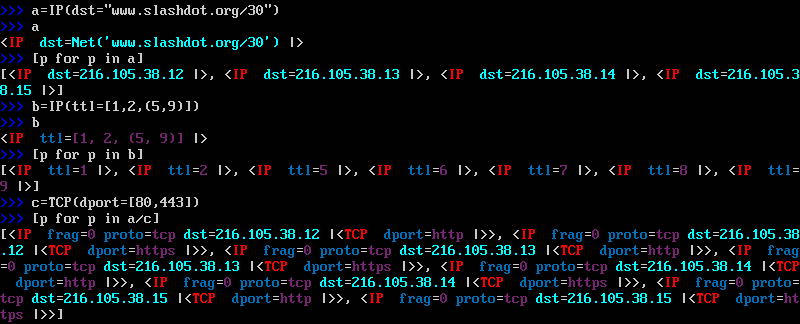 >>> a=IP(dst="www.slashdot.org/30")
>>> a
<IP  dst=Net('www.slashdot.org/30') |>
>>> [p for p in a]
[<IP  dst=216.105.38.12 |>, <IP  dst=216.105.38.13 |>, <IP  dst=216.105.38.14 |>, <IP  dst=216.105.3
8.15 |>]
>>> b=IP(ttl=[1,2,(5,9)])
>>> b
<IP  ttl=[1, 2, (5, 9)] |>
>>> [p for p in b]
[<IP  ttl=1 |>, <IP  ttl=2 |>, <IP  ttl=5 |>, <IP  ttl=6 |>, <IP  ttl=7 |>, <IP  ttl=8 |>, <IP  ttl=
9 |>]
>>> c=TCP(dport=[80,443])
>>> [p for p in a/c]
[<IP  frag=0 proto=tcp dst=216.105.38.12 |<TCP  dport=http |>>, <IP  frag=0 proto=tcp dst=216.105.38
.12 |<TCP  dport=https |>>, <IP  frag=0 proto=tcp dst=216.105.38.13 |<TCP  dport=http |>>, <IP  frag
=0 proto=tcp dst=216.105.38.13 |<TCP  dport=https |>>, <IP  frag=0 proto=tcp dst=216.105.38.14 |<TCP
  dport=http |>>, <IP  frag=0 proto=tcp dst=216.105.38.14 |<TCP  dport=https |>>, <IP  frag=0 proto=
tcp dst=216.105.38.15 |<TCP  dport=http |>>, <IP  frag=0 proto=tcp dst=216.105.38.15 |<TCP  dport=ht
tps |>>]